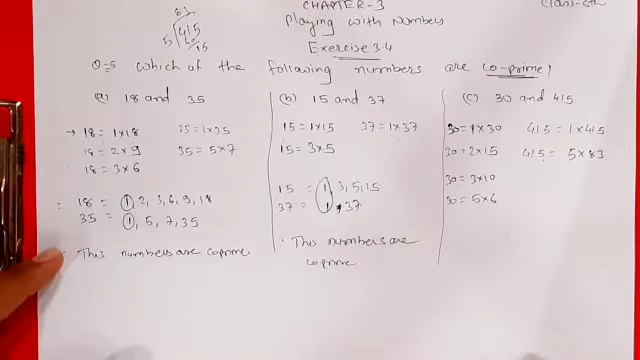 CHAPTER-3
Class-6th
Playing with Numbers
83
5 415
40
15
Exercise 3.4
Q=5 which of the following numbers are co-prime?
(a) 18 and 35
→ 18 = 1×18 35 = 1×35
18 = 2×9 35 = 5×7
18 = 3×6
∴ 18 = 1, 2, 3, 6, 9, 18
35 = 1, 5, 7, 35
∴ This numbers are coprime
(b) 15 and 37
15 = 1×15 37 = 1×37
15 = 3×5
15 = 1, 3, 5, 15
37 = 1, 37
∴ This numbers are
coprime
(c) 30 and 415
30 = 1×30 415 = 1×415
30 = 2×15 415 = 5×83
30 = 3×10
30 = 5×6